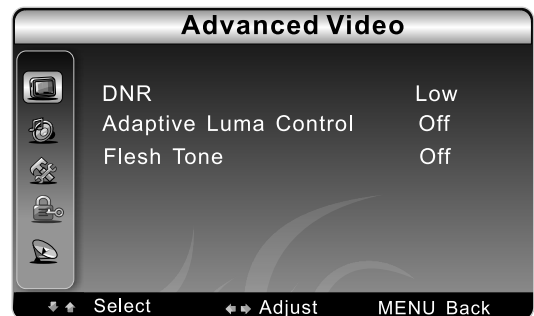 Advanced Video
DNR Low
Adaptive Luma Control Off
Flesh Tone Off
Select Adjust MENU Back